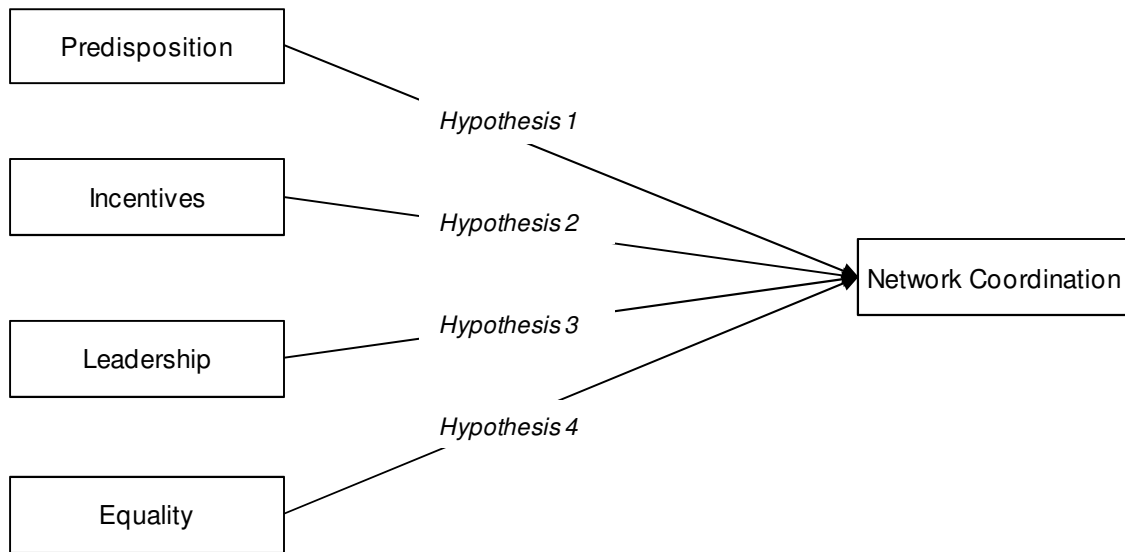 Predisposition
Hypothesis 1
Incentives
Hypothesis 2
Network Coordination
Hypothesis 3
Leadership
Hypothesis 4
Equality